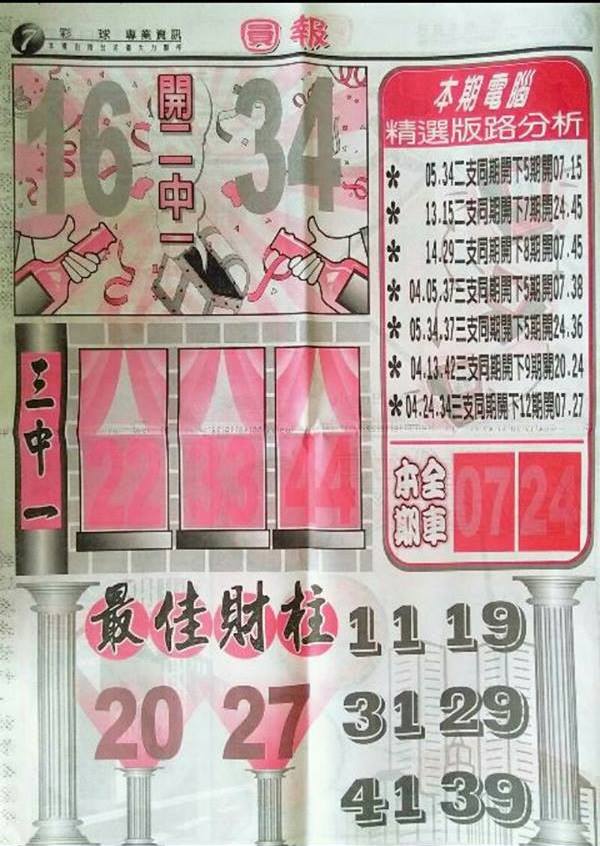 7 彩 球 專業資訊
員報
16 開二中一 34
本期電腦
精選版路分析
* 05.34二支同期開下5期開07.15
* 13.15二支同期開下7期開24.45
* 14.29二支同期開下8期開07.45
* 04.05.37三支同期開下5期開07.38
* 05.34.37三支同期開下5期開24.36
* 04.13.42三支同期開下9期開20.24
* 04.24.34三支同期開下12期開07.27
三中一
22 33 44
本期全車 07 24
最佳財柱
20 27
11 19
31 29
41 39